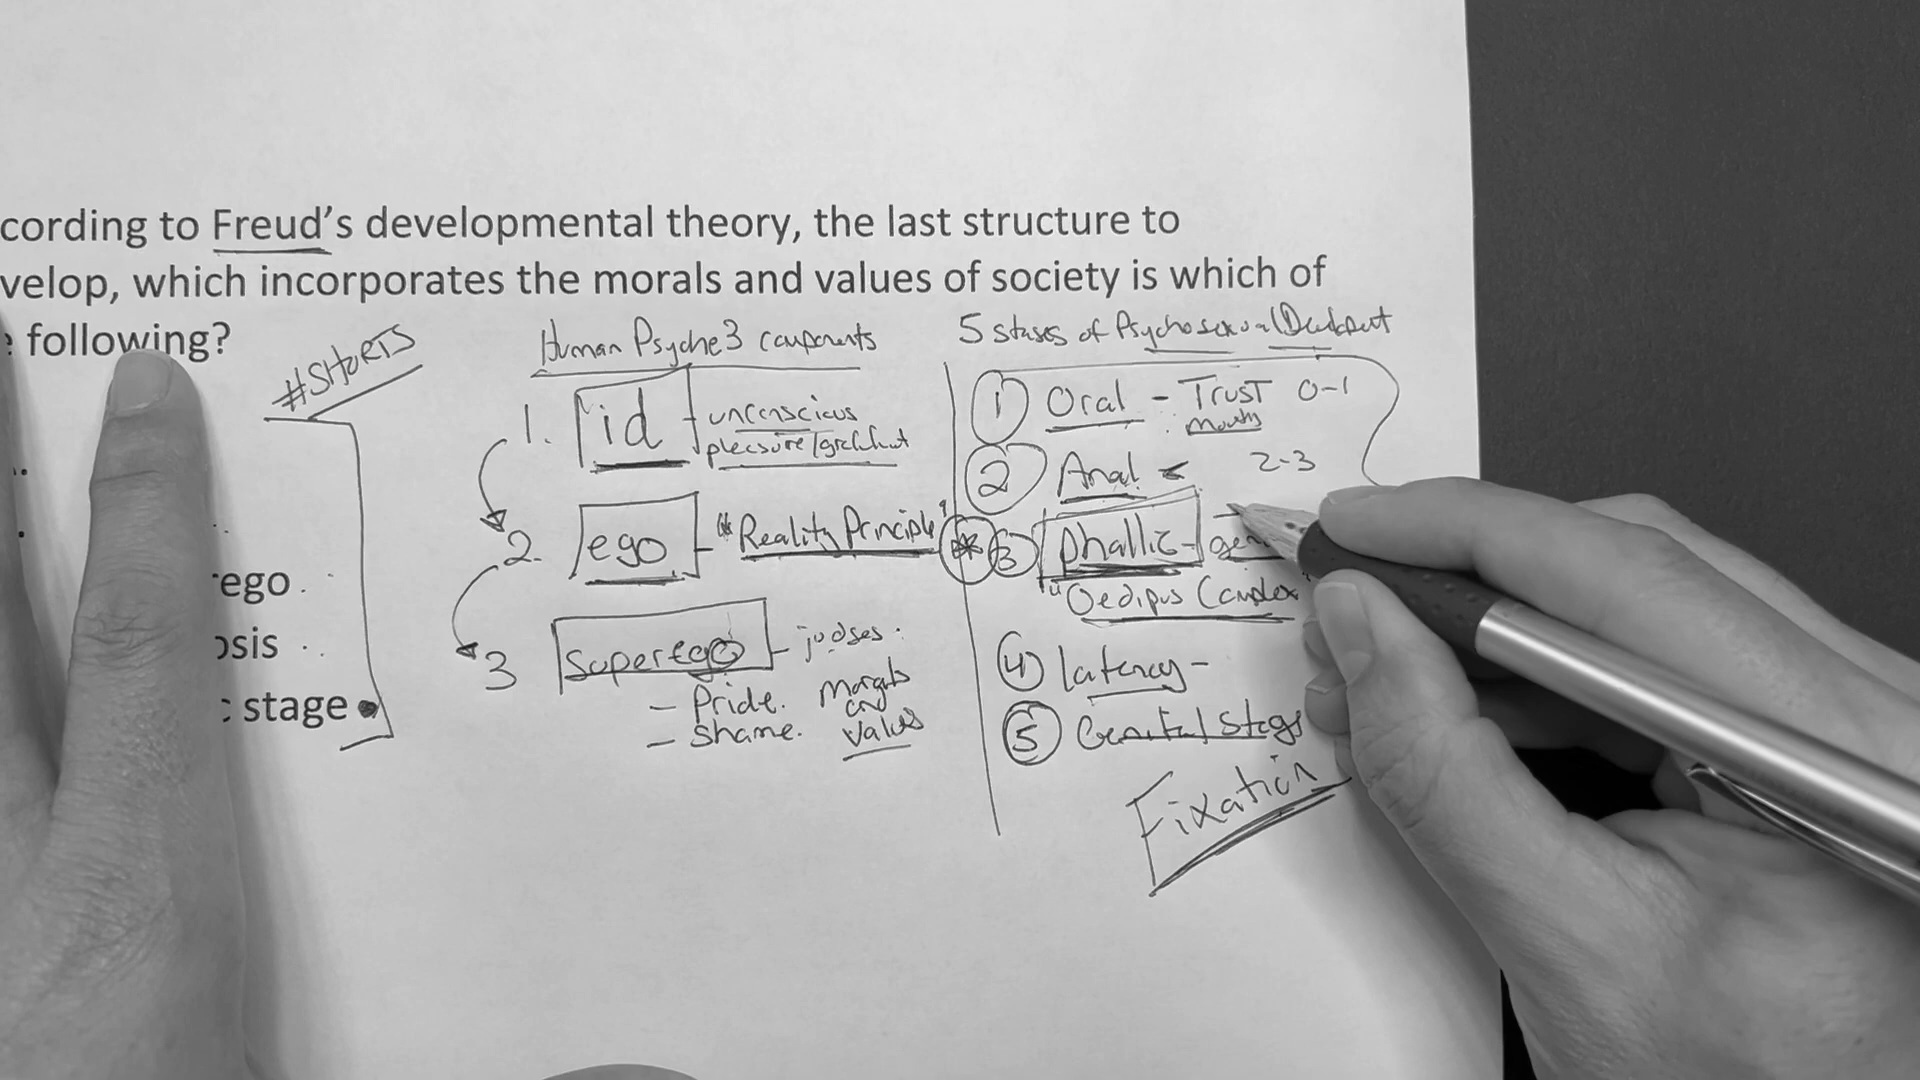 cording to Freud's developmental theory, the last structure to
velop, which incorporates the morals and values of society is which of
following?
#SHORTS
ego
osis
stage
Human Psyche 3 components
1. id
unconscious
pleasure/
2. ego - "Reality Principle"
3 Superego - judges.
- Pride. Morals
and
- Shame. Values
5 stages of Psychosexual
1 Oral - Trust 0-1
Mouth
2 Anal 2-3
* 3 phallic - gen
"Oedipus Complex"
4 latency -
5 Genital Stage
Fixation